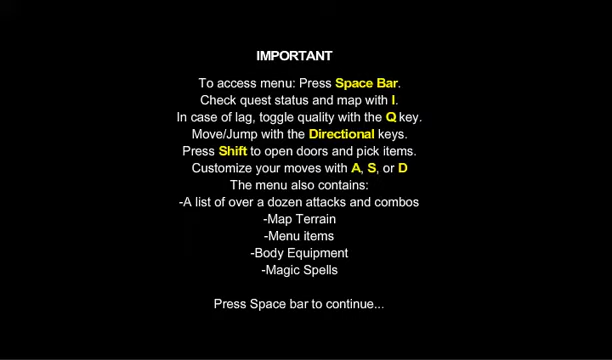 IMPORTANT
To access menu: Press Space Bar.
Check quest status and map with I.
In case of lag, toggle quality with the Q key.
Move/Jump with the Directional keys.
Press Shift to open doors and pick items.
Customize your moves with A, S, or D
The menu also contains:
-A list of over a dozen attacks and combos
-Map Terrain
-Menu items
-Body Equipment
-Magic Spells
Press Space bar to continue...